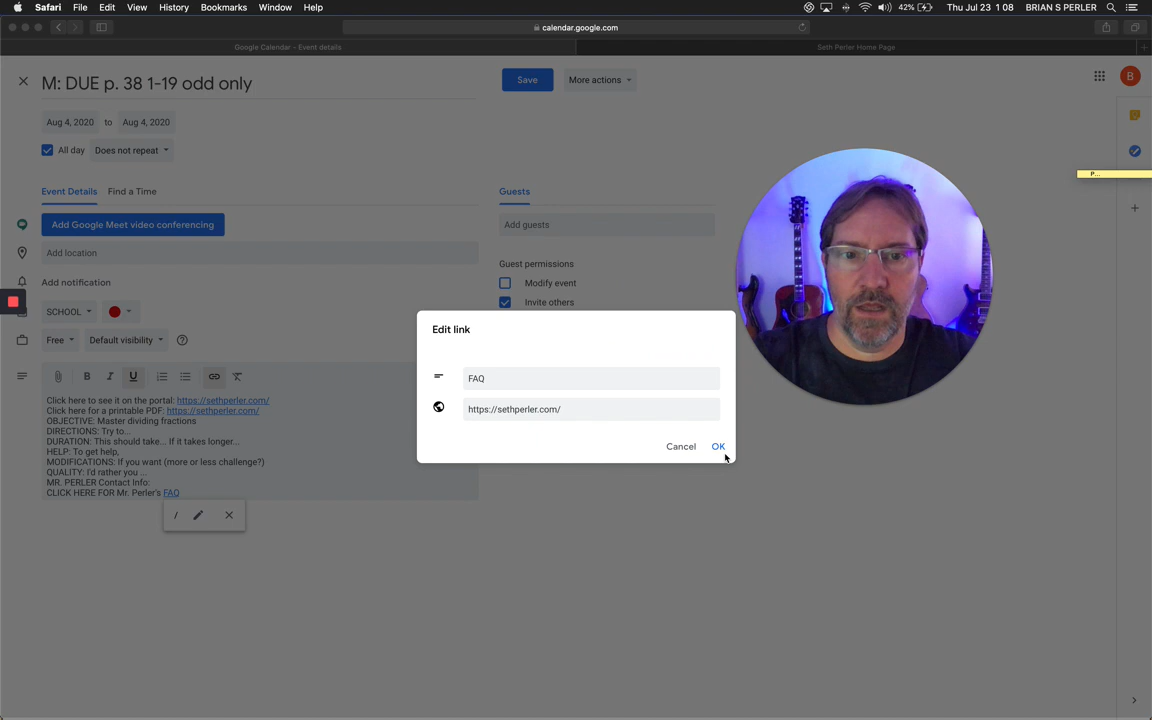 Safari File Edit View History Bookmarks Window Help 42% Thu Jul 23 1 08 BRIAN S PERLER
calendar.google.com
Google Calendar - Event details Seth Perler Home Page
M: DUE p. 38 1-19 odd only
Save More actions
B
Aug 4, 2020 to Aug 4, 2020
All day Does not repeat
P...
Event Details Find a Time
Guests
Add Google Meet video conferencing
Add guests
Add location
Guest permissions
Add notification
Modify event
Invite others
SCHOOL
Free Default visibility
Edit link
FAQ
https://sethperler.com/
Cancel OK
B I U
Click here to see it on the portal: https://sethperler.com/
Click here for a printable PDF: https://sethperler.com/
OBJECTIVE: Master dividing fractions
DIRECTIONS: Try to...
DURATION: This should take... If it takes longer...
HELP: To get help,
MODIFICATIONS: If you want (more or less challenge?)
QUALITY: I'd rather you ...
MR. PERLER Contact Info:
CLICK HERE FOR Mr. Perler's FAQ
/